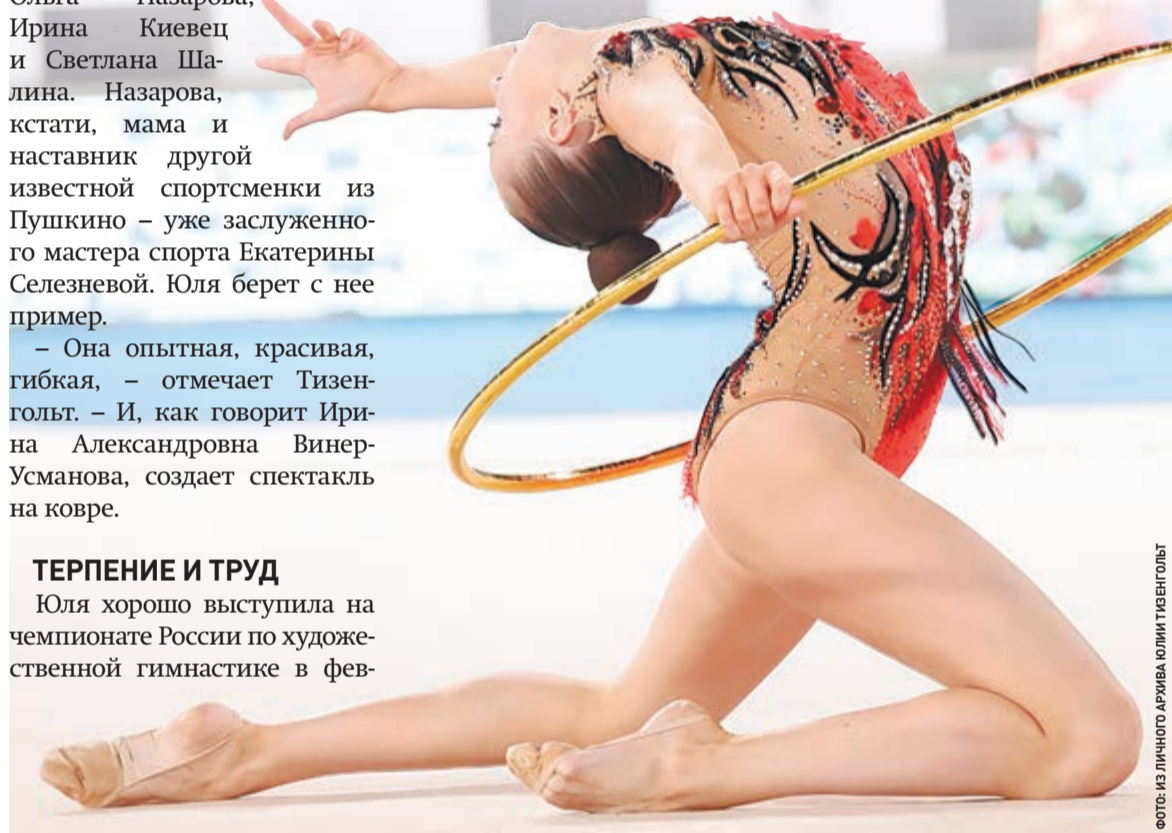 Ольга Назарова,
Ирина Киевец
и Светлана Ша-
лина. Назарова,
кстати, мама и
наставник другой
известной спортсменки из
Пушкино – уже заслуженно-
го мастера спорта Екатерины
Селезневой. Юля берет с нее
пример.
– Она опытная, красивая,
гибкая, – отмечает Тизен-
гольт. – И, как говорит Ири-
на Александровна Винер-
Усманова, создает спектакль
на ковре.
ТЕРПЕНИЕ И ТРУД
Юля хорошо выступила на
чемпионате России по художе-
ственной гимнастике в фев-
ФОТО: ИЗ ЛИЧНОГО АРХИВА ЮЛИИ ТИЗЕНГОЛЬТ